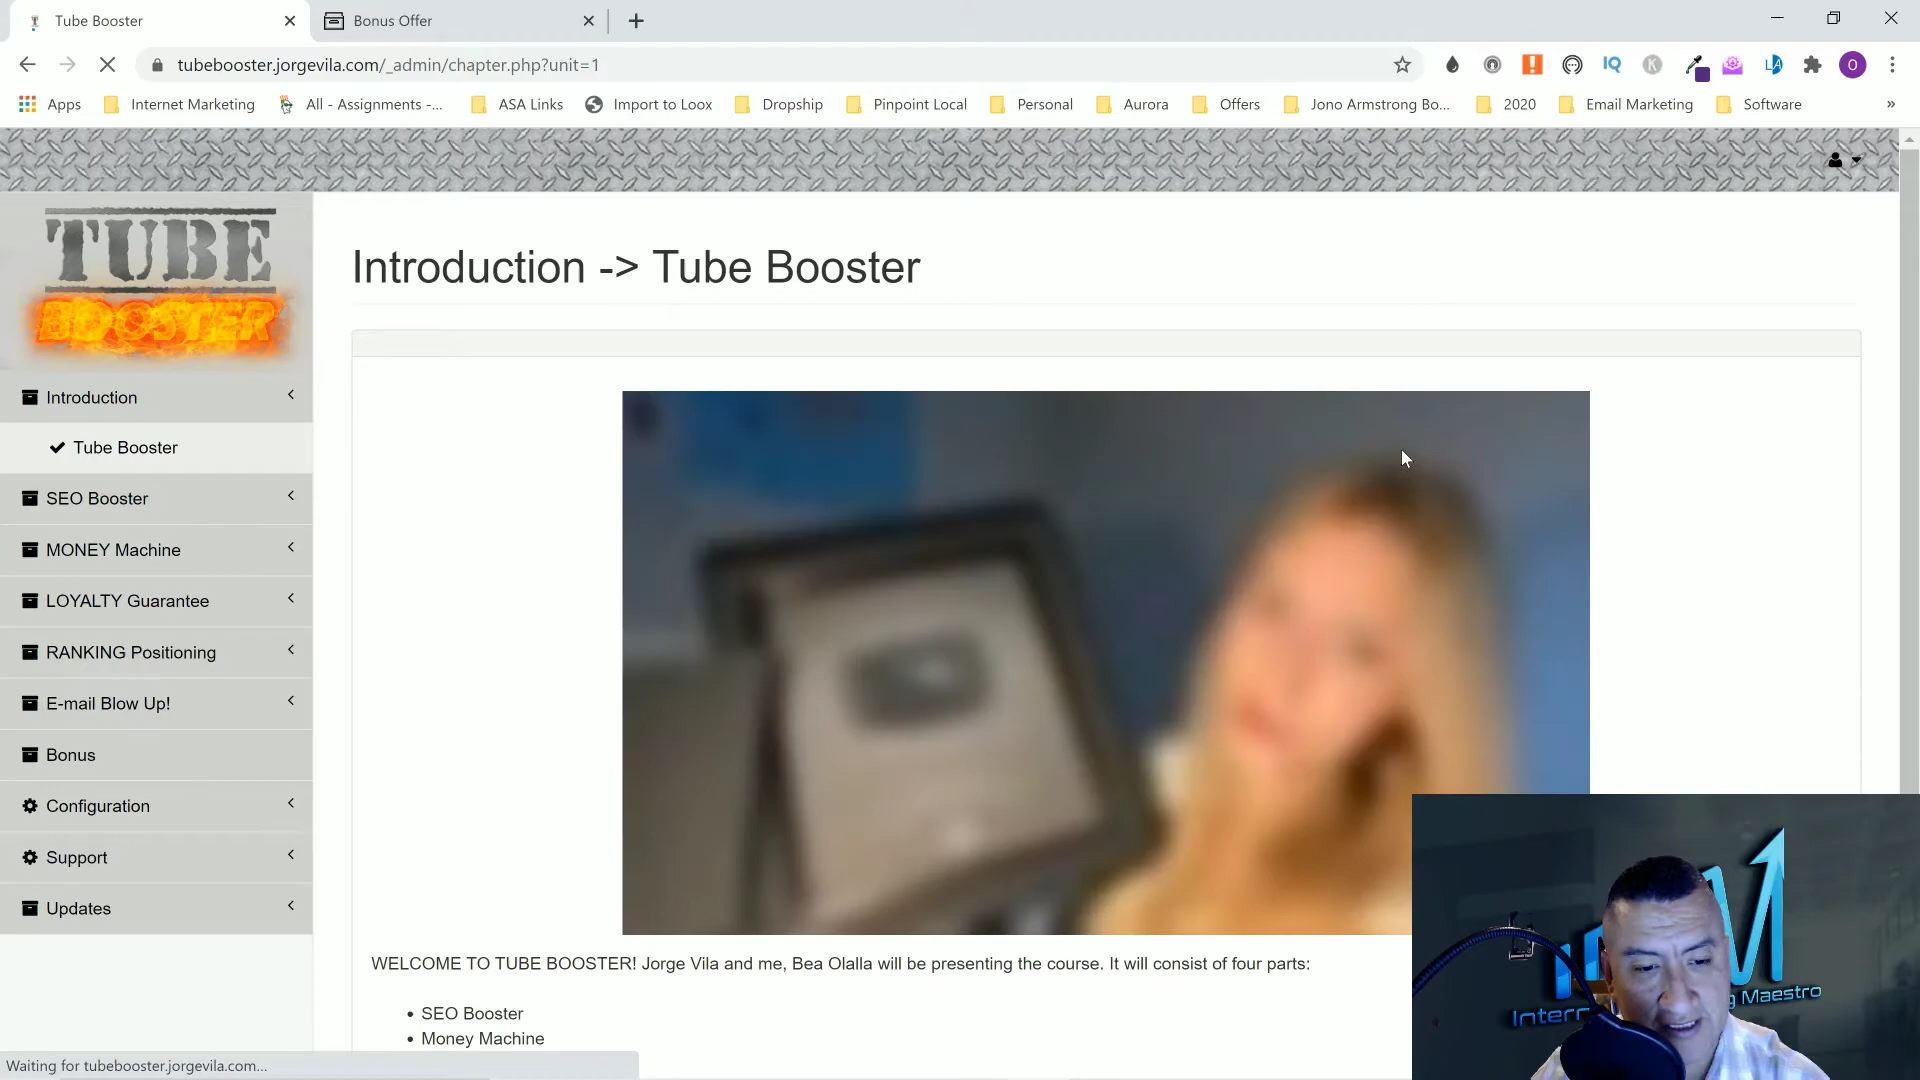 Tube Booster
Bonus Offer
tubebooster.jorgevila.com/_admin/chapter.php?unit=1
IQ
K
LA
O
Apps
Internet Marketing
All - Assignments -...
ASA Links
Import to Loox
Dropship
Pinpoint Local
Personal
Aurora
Offers
Jono Armstrong Bo...
2020
Email Marketing
Software
»
TUBE
BOOSTER
Introduction
Tube Booster
SEO Booster
MONEY Machine
LOYALTY Guarantee
RANKING Positioning
E-mail Blow Up!
Bonus
Configuration
Support
Updates
Introduction -> Tube Booster
WELCOME TO TUBE BOOSTER! Jorge Vila and me, Bea Olalla will be presenting the course. It will consist of four parts:
• SEO Booster
• Money Machine
Waiting for tubebooster.jorgevila.com...